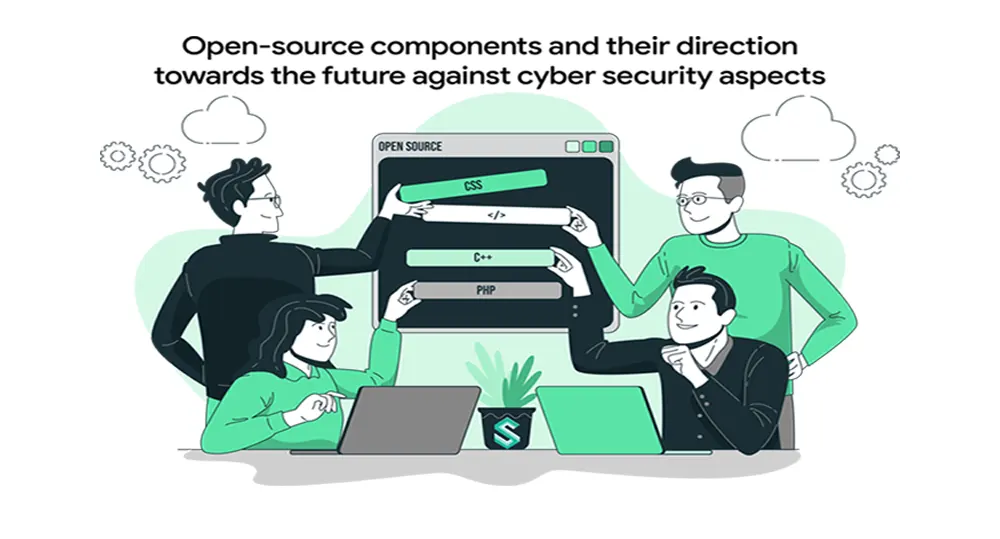 Open-source components and their direction
towards the future against cyber security aspects
OPEN SOURCE
CSS
</>
C++
PHP
S